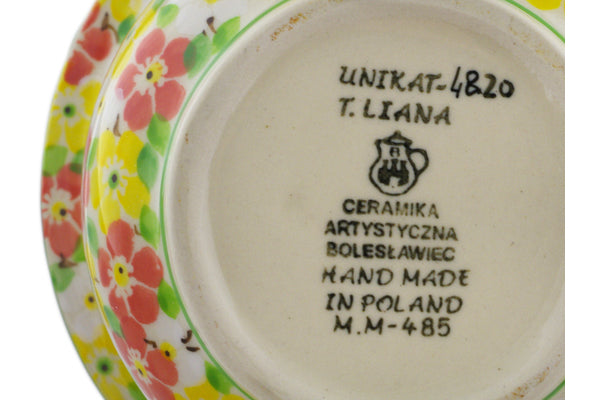 UNIKAT-4820
T. LIANA
B
CERAMIKA
ARTYSTYCZNA
BOLESŁAWIEC
HAND MADE
IN POLAND
M.M-485